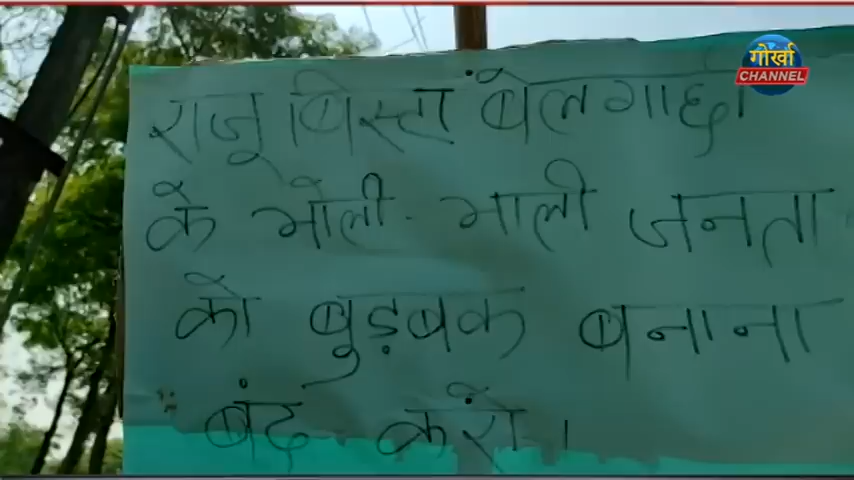 गोर्खा
CHANNEL
राजु बिस्टा बेंलगाछी
के भोली-भाली जनता
को बुड़बक बनाना
बंद करों।